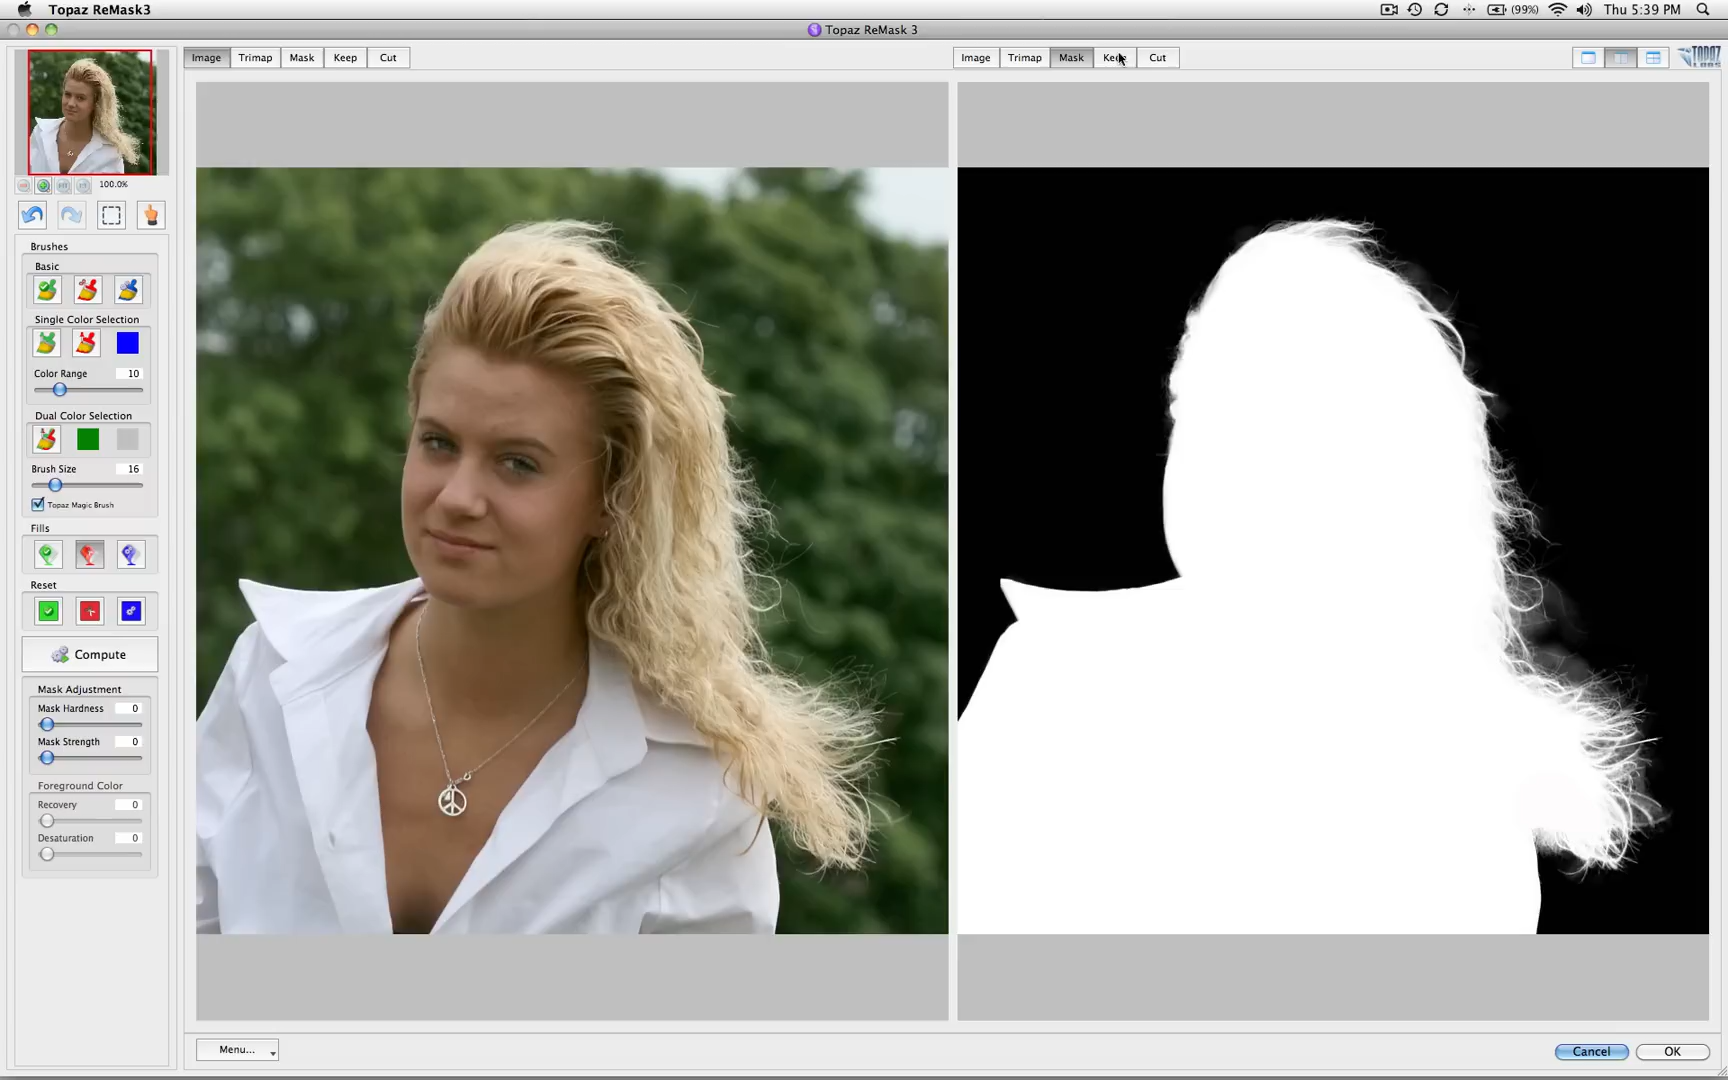 Topaz ReMask3
(99%)
Thu 5:39 PM
Topaz ReMask 3
Image
Trimap
Mask
Keep
Cut
Image
Trimap
Mask
Keep
Cut
TOPAZ
LABS
100.0%
Brushes
Basic
Single Color Selection
Color Range
10
Dual Color Selection
Brush Size
16
Topaz Magic Brush
Fills
Reset
Compute
Mask Adjustment
Mask Hardness
0
Mask Strength
0
Foreground Color
Recovery
0
Desaturation
0
Menu...
Cancel
OK